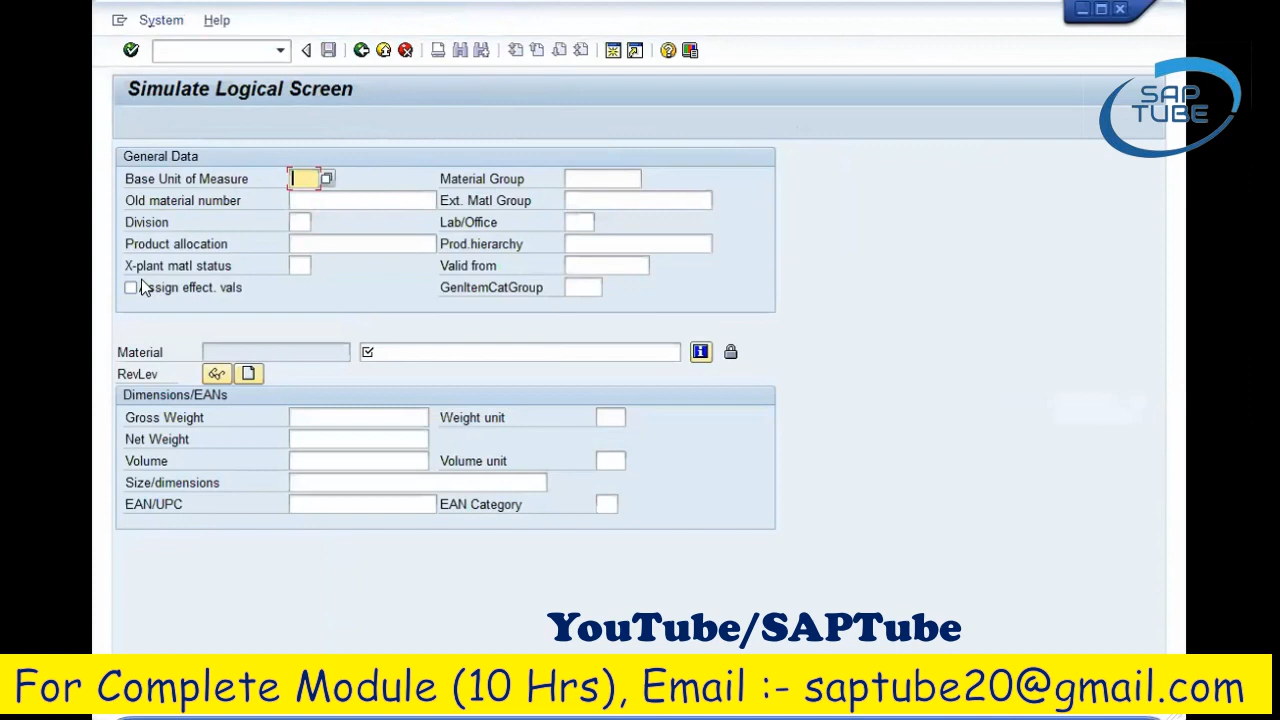 System Help
Simulate Logical Screen
SAP
TUBE
General Data
Base Unit of Measure Material Group
Old material number Ext. Matl Group
Division Lab/Office
Product allocation Prod.hierarchy
X-plant matl status Valid from
Assign effect. vals GenItemCatGroup
Material
RevLev
Dimensions/EANs
Gross Weight Weight unit
Net Weight
Volume Volume unit
Size/dimensions
EAN/UPC EAN Category
YouTube/SAPTube
For Complete Module (10 Hrs), Email :- saptube20@gmail.com